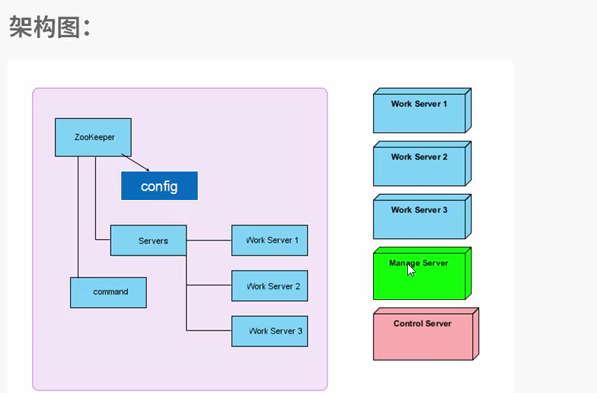 架构图：
ZooKeeper
config
Servers
command
Work Server 1
Work Server 2
Work Server 3
Work Server 1
Work Server 2
Work Server 3
Manage Server
Control Server